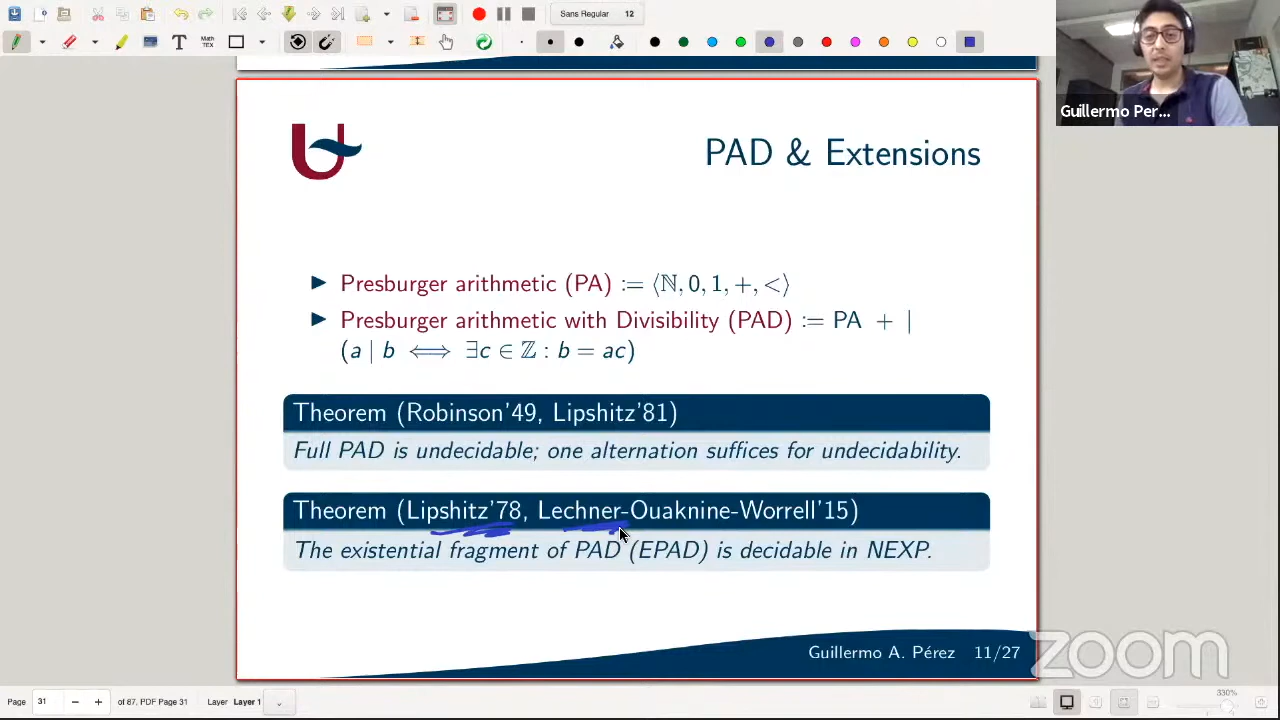 Sans Regular 12
Math
TEX
T
Guillermo Per...
PAD & Extensions
► Presburger arithmetic (PA) := ⟨ℕ, 0, 1, +, <⟩
► Presburger arithmetic with Divisibility (PAD) := PA + |
(a | b ⟺ ∃c ∈ ℤ : b = ac)
Theorem (Robinson'49, Lipshitz'81)
Full PAD is undecidable; one alternation suffices for undecidability.
Theorem (Lipshitz'78, Lechner-Ouaknine-Worrell'15)
The existential fragment of PAD (EPAD) is decidable in NEXP.
Guillermo A. Pérez 11/27
zoom
Page 31 of 87. PDF Page 31 Layer Layer 1 330%